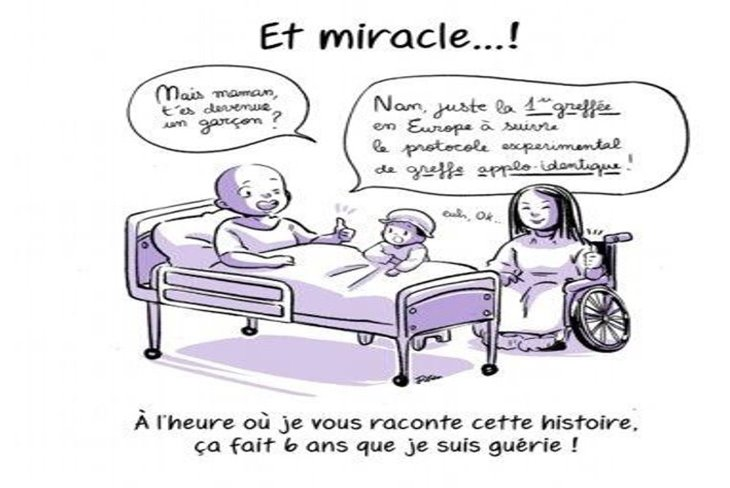 Et miracle...!
Mais maman,
t'es devenue
un garçon ?
Nan, juste la 1ère greffée
en Europe à suivre
le protocole experimental
de greffe applo-identique !
euh, Ok..
À l'heure où je vous raconte cette histoire,
ça fait 6 ans que je suis guérie !